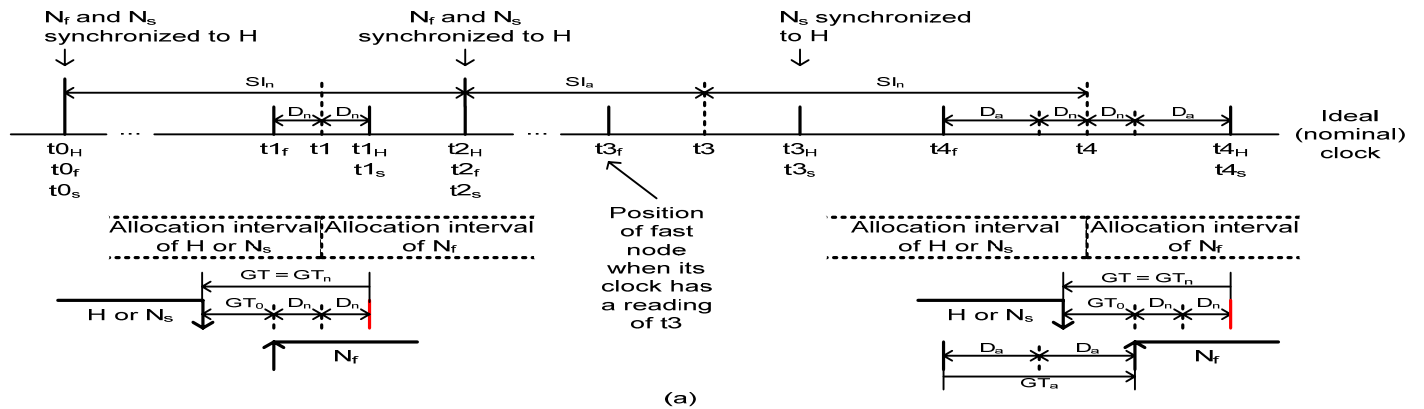 Nf and Ns
synchronized to H
Nf and Ns
synchronized to H
Ns synchronized
to H
SIn
SIa
SIn
Dn
Dn
Da
Dn
Dn
Da
...
...
Ideal
(nominal)
clock
t0H
t0f
t0s
t1f
t1
t1H
t1s
t2H
t2f
t2s
t3f
t3
t3H
t3s
t4f
t4
t4H
t4s
Position
of fast
node
when its
clock has
a reading
of t3
Allocation interval
of H or Ns
Allocation interval
of Nf
Allocation interval
of H or Ns
Allocation interval
of Nf
GT = GTn
GT0
Dn
Dn
H or Ns
Nf
GT = GTn
GT0
Dn
Dn
H or Ns
Nf
Da
Da
GTa
(a)